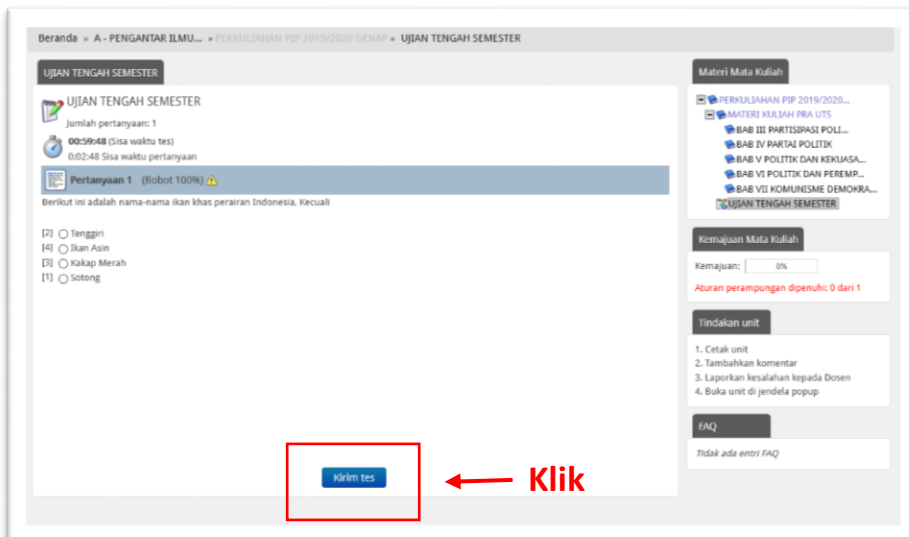 Beranda » A - PENGANTAR ILMU... » PERKULIAHAN PIP 2019/2020 GENAP » UJIAN TENGAH SEMESTER
UJIAN TENGAH SEMESTER
UJIAN TENGAH SEMESTER
Jumlah pertanyaan: 1
00:59:48 (Sisa waktu tes)
0:02:48 Sisa waktu pertanyaan
Pertanyaan 1 (Bobot 100%)
Berikut ini adalah nama-nama ikan khas perairan Indonesia, Kecuali
[2] Tenggiri
[4] Ikan Asin
[3] Kakap Merah
[1] Sotong
Kirim tes
Klik
Materi Mata Kuliah
PERKULIAHAN PIP 2019/2020...
MATERI KULIAH PRA UTS
BAB III PARTISIPASI POLI...
BAB IV PARTAI POLITIK
BAB V POLITIK DAN KEKUASA...
BAB VI POLITIK DAN PEREMP...
BAB VII KOMUNISME DEMOKRA...
UJIAN TENGAH SEMESTER
Kemajuan Mata Kuliah
Kemajuan: 0%
Aturan perampungan dipenuhi: 0 dari 1
Tindakan unit
1. Cetak unit
2. Tambahkan komentar
3. Laporkan kesalahan kepada Dosen
4. Buka unit di jendela popup
FAQ
Tidak ada entri FAQ